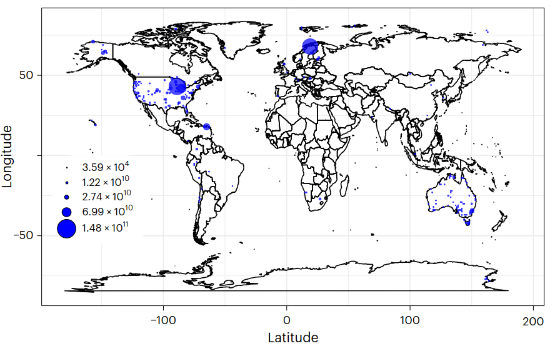 50
−50
Longitude
3.59 × 10⁴
1.22 × 10¹⁰
2.74 × 10¹⁰
6.99 × 10¹⁰
1.48 × 10¹¹
−100
0
100
200
Latitude